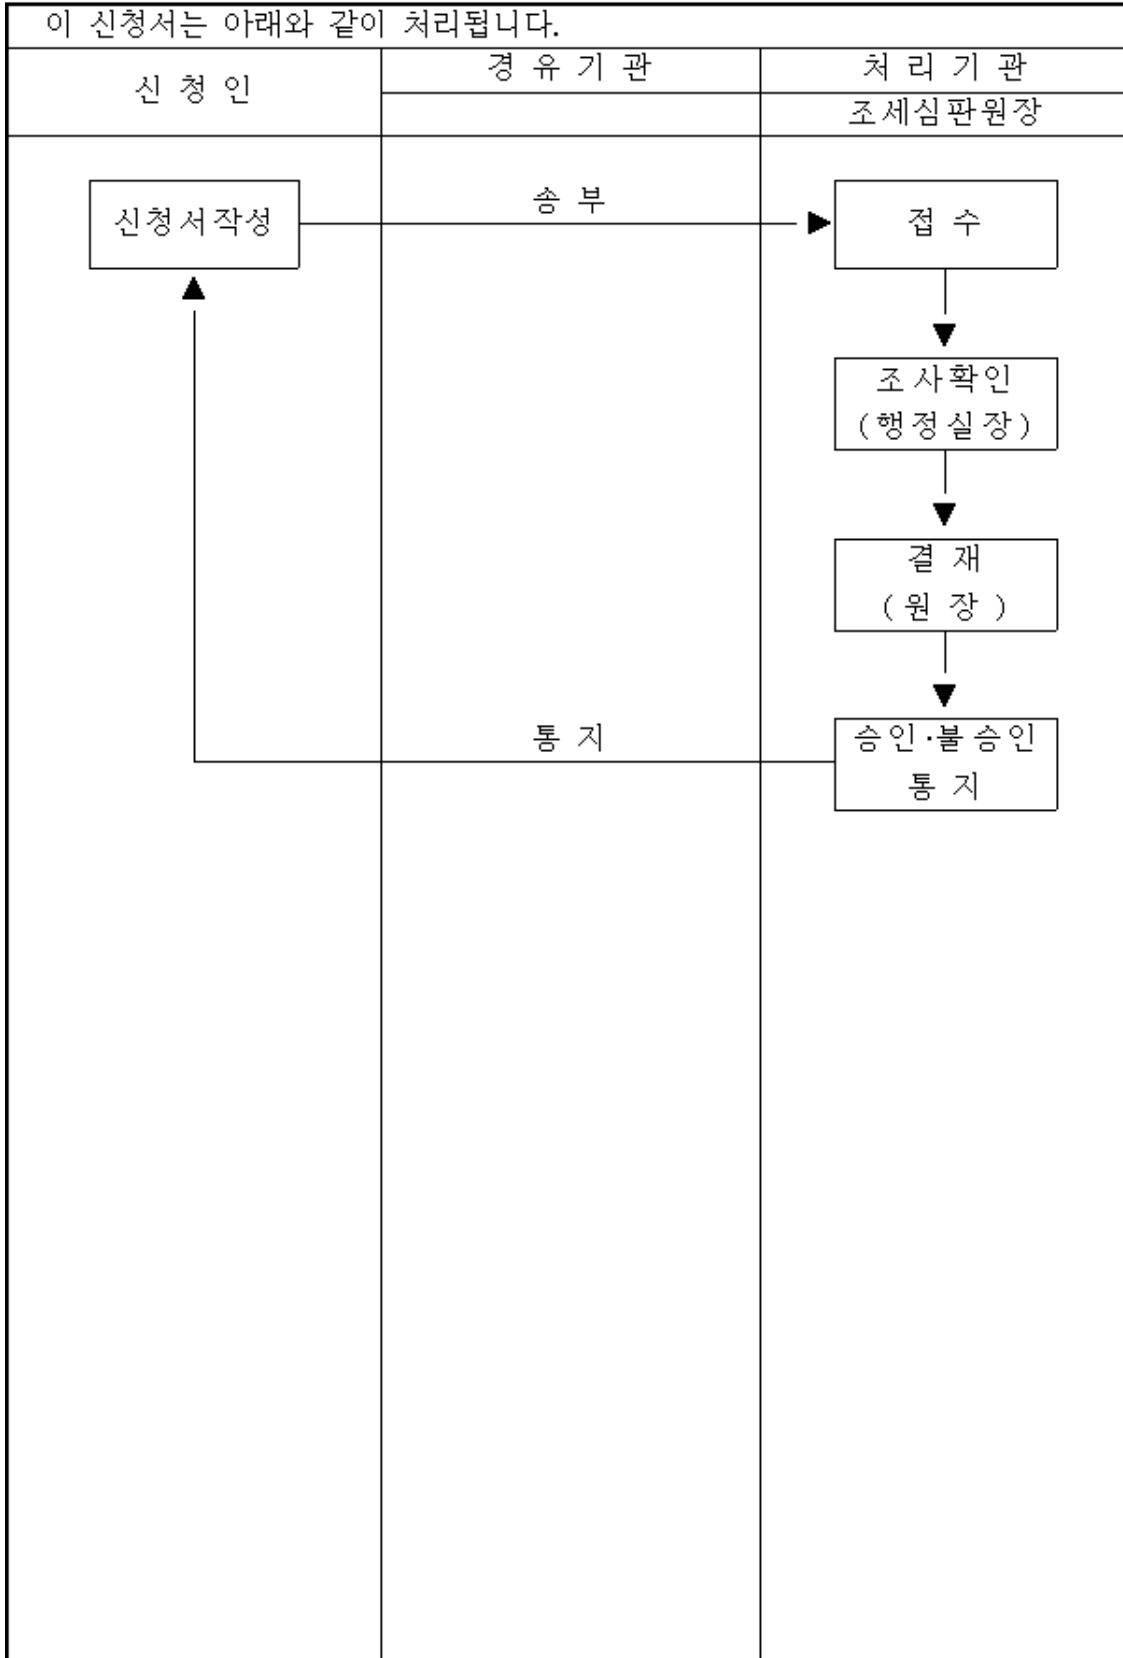 이 신청서는 아래와 같이 처리됩니다.
신 청 인
경 유 기 관
처 리 기 관
조세심판원장
신청서작성
송 부
접 수
조 사 확 인
( 행 정 실 장 )
결 재
( 원 장 )
통 지
승 인 · 불 승 인
통 지